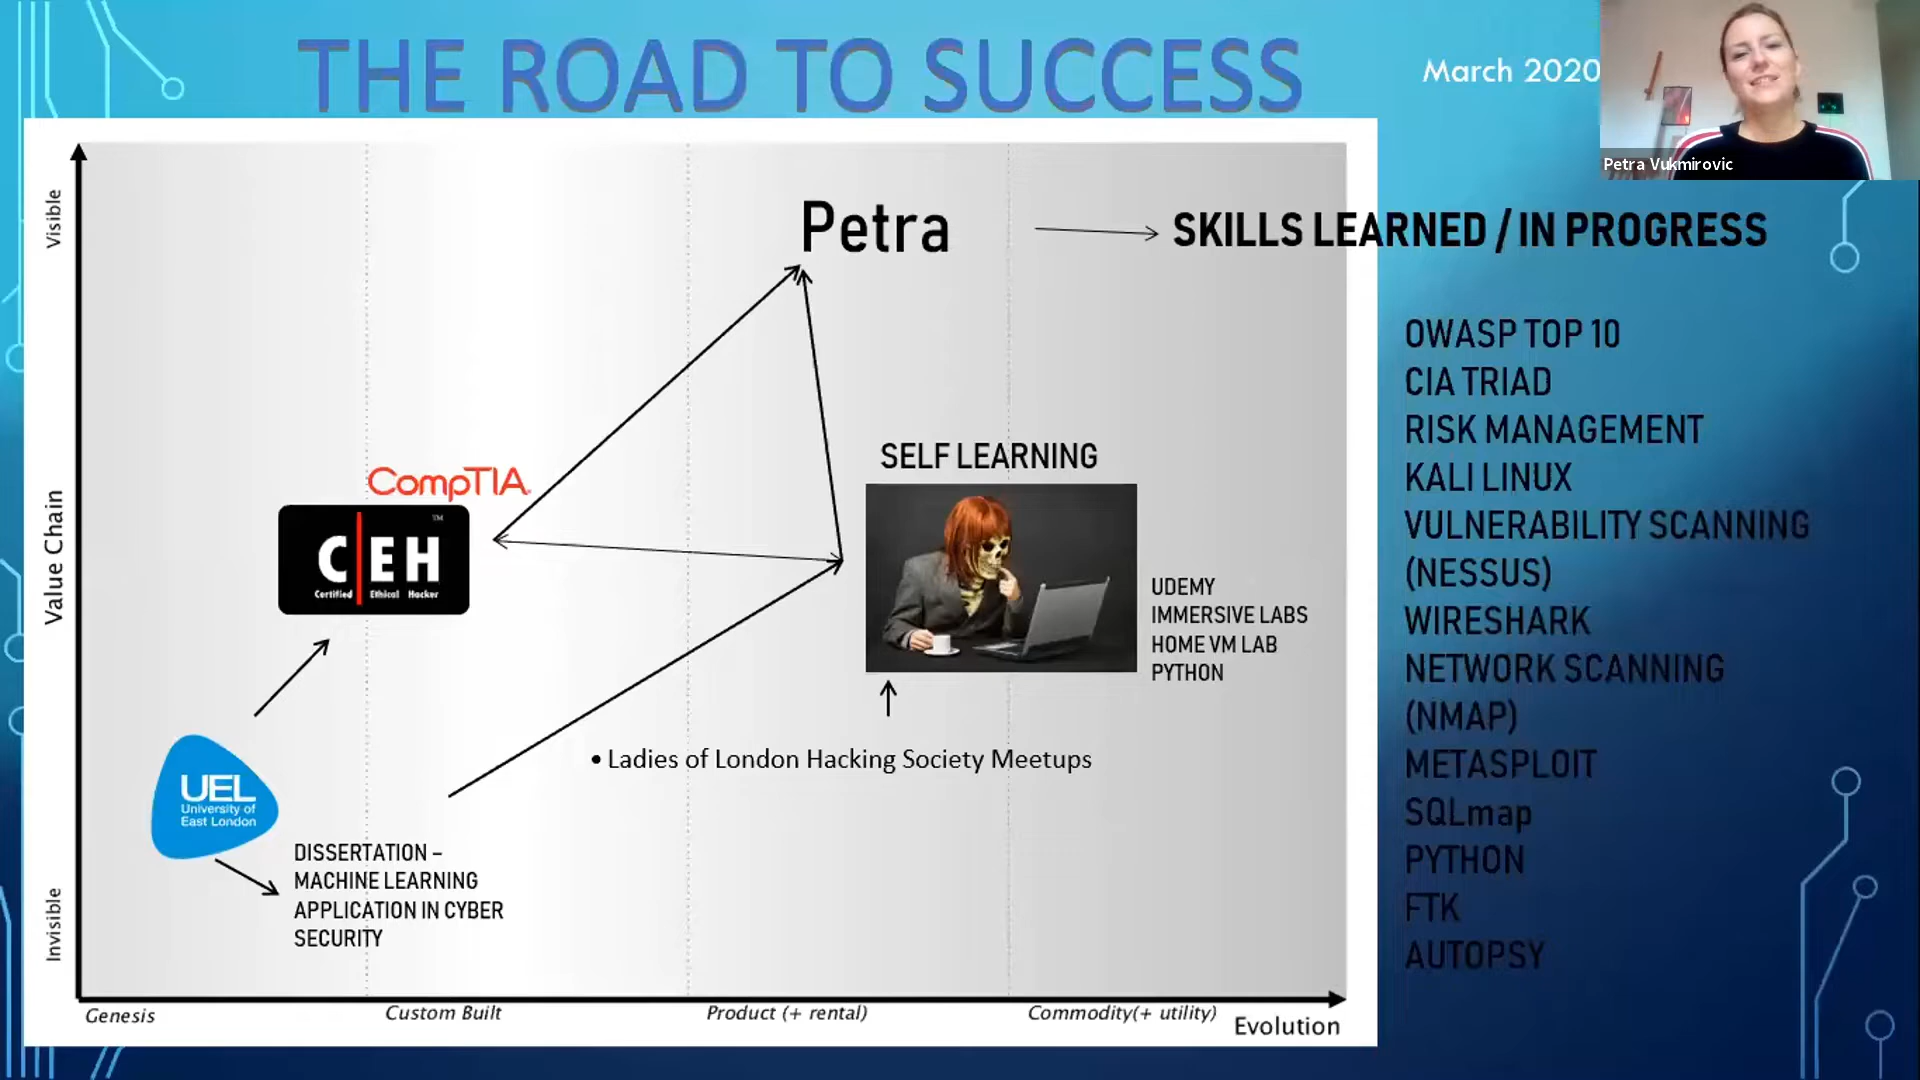 THE ROAD TO SUCCESS
March 2020
Petra Vukmirovic
Visible
Value Chain
Invisible
Petra
SKILLS LEARNED / IN PROGRESS
OWASP TOP 10
CIA TRIAD
RISK MANAGEMENT
KALI LINUX
VULNERABILITY SCANNING
(NESSUS)
WIRESHARK
NETWORK SCANNING
(NMAP)
METASPLOIT
SQLmap
PYTHON
FTK
AUTOPSY
CompTIA
C|EH
TM
Certified Ethical Hacker
SELF LEARNING
UDEMY
IMMERSIVE LABS
HOME VM LAB
PYTHON
• Ladies of London Hacking Society Meetups
UEL
University of
East London
DISSERTATION –
MACHINE LEARNING
APPLICATION IN CYBER
SECURITY
Genesis
Custom Built
Product (+ rental)
Commodity(+ utility)
Evolution